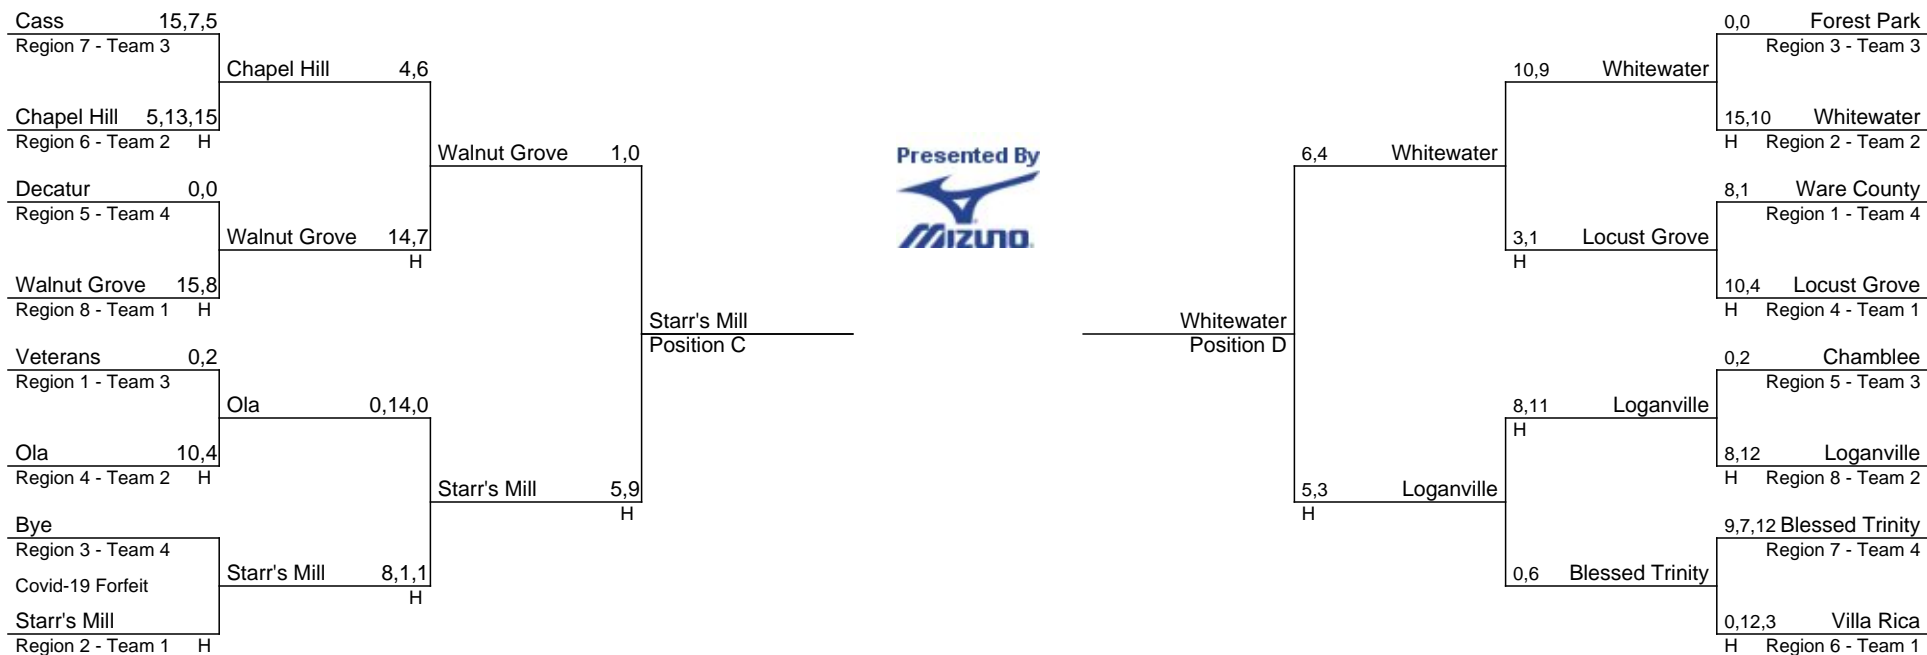 Cass 15,7,5
Region 7 - Team 3
Chapel Hill 4,6
Chapel Hill 5,13,15
Region 6 - Team 2 H
Walnut Grove 1,0
Decatur 0,0
Region 5 - Team 4
Walnut Grove 14,7
H
Walnut Grove 15,8
Region 8 - Team 1 H
Starr's Mill
Position C
Veterans 0,2
Region 1 - Team 3
Ola 0,14,0
Ola 10,4
Region 4 - Team 2 H
Starr's Mill 5,9
H
Bye
Region 3 - Team 4
Starr's Mill 8,1,1
H
Covid-19 Forfeit
Starr's Mill
Region 2 - Team 1 H
Presented By
MIZUNO
0,0 Forest Park
Region 3 - Team 3
10,9 Whitewater
15,10 Whitewater
H Region 2 - Team 2
6,4 Whitewater
8,1 Ware County
Region 1 - Team 4
3,1 Locust Grove
H
10,4 Locust Grove
H Region 4 - Team 1
Whitewater
Position D
0,2 Chamblee
Region 5 - Team 3
8,11 Loganville
H
8,12 Loganville
H Region 8 - Team 2
5,3 Loganville
H
9,7,12 Blessed Trinity
Region 7 - Team 4
0,6 Blessed Trinity
0,12,3 Villa Rica
H Region 6 - Team 1